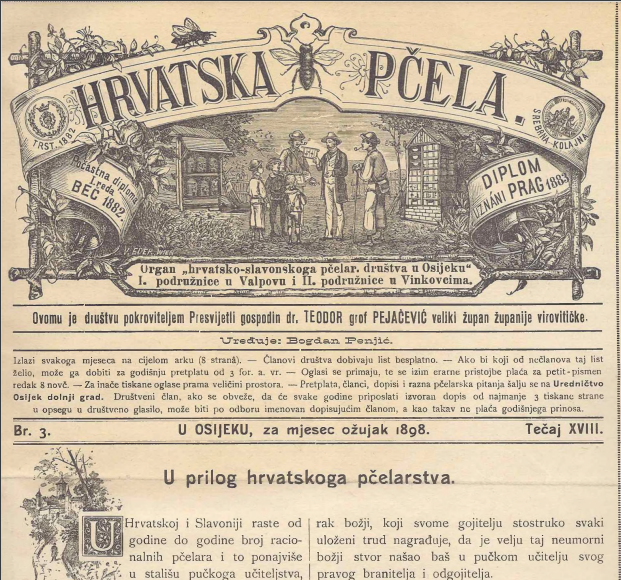 HRVATSKA PČELA.
TRST. 1882
SREBRNA KOLAJNA
Počastna diploma
I. reda
BEČ 1882.
DIPLOM
UZNÁNI PRAG 1883
Organ „hrvatsko-slavonskoga pčelar. društva u Osijeku“
I. podružnice u Valpovu i II. podružnice u Vinkovcima.
Ovomu je društvu pokroviteljem Presvijetli gospodin dr. TEODOR grof PEJAČEVIĆ veliki župan županije virovitičke.
Uređuje: Bogdan Penjić.
Izlazi svakoga mjeseca na cijelom arku (8 straná). — Članovi društva dobivaju list besplatno. — Ako bi koji od nečlanova taj list
želio, može ga dobiti za godišnju pretplatu od 3 for. a. vr. — Oglasi se primaju, te se izim erarne pristojbe plaća za petit-pismen
redak 8 novč. — Za inače tiskane oglase prama veličini prostora. — Pretplata, članci, dopisi i razna pčelarska pitanja šalju se na Uredničtvo
Osijek dolnji grad. Društveni član, ako se obveže, da će svake godine priposlati izvoran dopis od najmanje 3 tiskane strane
u opsegu u društveno glasilo, može biti po odboru imenovan dopisujućim članom, a kao takav ne plaća godišnjega prinosa.
Br. 3. U OSIJEKU, za mjesec ožujak 1898. Tečaj XVIII.
U prilog hrvatskoga pčelarstva.
U Hrvatskoj i Slavoniji raste od
godine do godine broj racio-
nalnih pčelara i to ponajviše
u stališu pučkoga učiteljstva,
rak božji, koji svome gojitelju stostruko svaki
uloženi trud nagrađuje, da je velju taj neumorni
božji stvor našao baš u pučkom učitelju svog
pravog branitelja i odgojitelja.